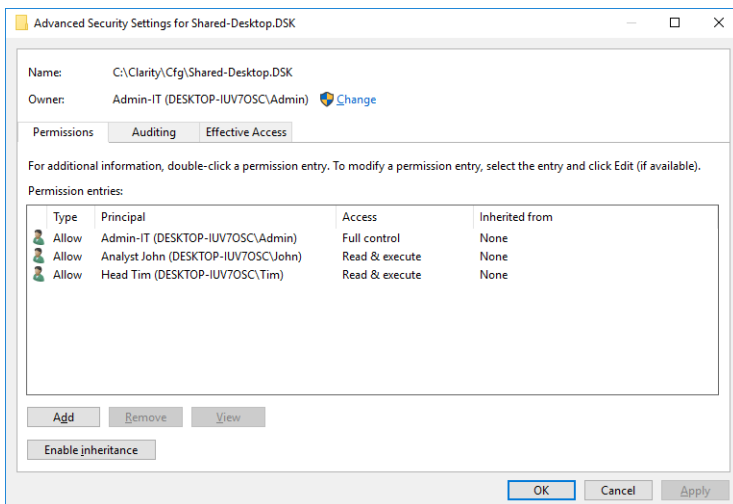 Advanced Security Settings for Shared-Desktop.DSK
Name: C:\Clarity\Cfg\Shared-Desktop.DSK
Owner: Admin-IT (DESKTOP-IUV7OSC\Admin) Change
Permissions Auditing Effective Access
For additional information, double-click a permission entry. To modify a permission entry, select the entry and click Edit (if available).
Permission entries:
Type Principal Access Inherited from
Allow Admin-IT (DESKTOP-IUV7OSC\Admin) Full control None
Allow Analyst John (DESKTOP-IUV7OSC\John) Read & execute None
Allow Head Tim (DESKTOP-IUV7OSC\Tim) Read & execute None
Add Remove View
Enable inheritance
OK Cancel Apply